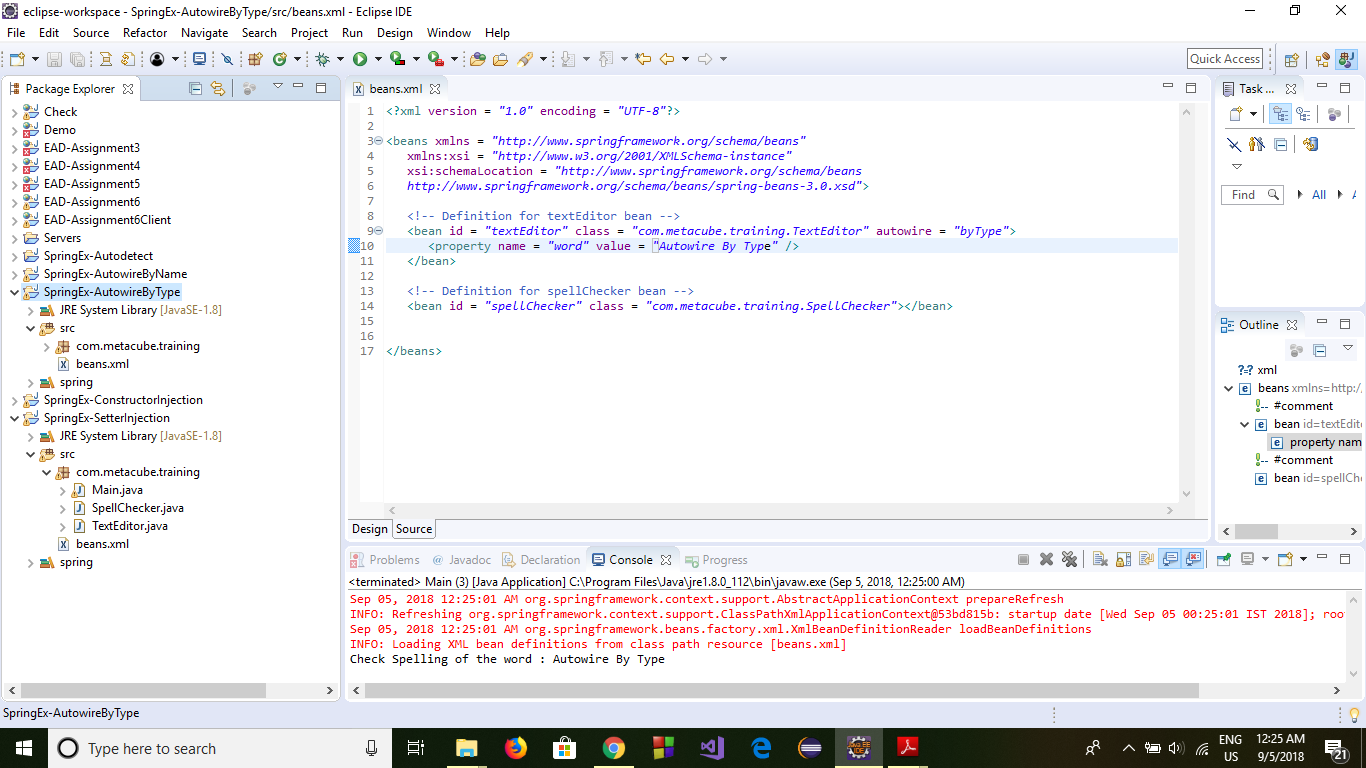 eclipse-workspace - SpringEx-AutowireByType/src/beans.xml - Eclipse IDE
File Edit Source Refactor Navigate Search Project Run Design Window Help
Quick Access
Package Explorer
Check
Demo
EAD-Assignment3
EAD-Assignment4
EAD-Assignment5
EAD-Assignment6
EAD-Assignment6Client
Servers
SpringEx-Autodetect
SpringEx-AutowireByName
SpringEx-AutowireByType
JRE System Library [JavaSE-1.8]
src
com.metacube.training
beans.xml
spring
SpringEx-ConstructorInjection
SpringEx-SetterInjection
JRE System Library [JavaSE-1.8]
src
com.metacube.training
Main.java
SpellChecker.java
TextEditor.java
beans.xml
spring
beans.xml
1 <?xml version = "1.0" encoding = "UTF-8"?>
2
3 <beans xmlns = "http://www.springframework.org/schema/beans"
4 xmlns:xsi = "http://www.w3.org/2001/XMLSchema-instance"
5 xsi:schemaLocation = "http://www.springframework.org/schema/beans
6 http://www.springframework.org/schema/beans/spring-beans-3.0.xsd">
7
8 <!-- Definition for textEditor bean -->
9 <bean id = "textEditor" class = "com.metacube.training.TextEditor" autowire = "byType">
10 <property name = "word" value = "Autowire By Type" />
11 </bean>
12
13 <!-- Definition for spellChecker bean -->
14 <bean id = "spellChecker" class = "com.metacube.training.SpellChecker"></bean>
15
16
17 </beans>
Design Source
Task ...
Find All A
Outline
?-? xml
beans xmlns=http:/
#comment
bean id=textEdit
property nam
#comment
bean id=spellChe
Problems @ Javadoc Declaration Console Progress
<terminated> Main (3) [Java Application] C:\Program Files\Java\jre1.8.0_112\bin\javaw.exe (Sep 5, 2018, 12:25:00 AM)
Sep 05, 2018 12:25:01 AM org.springframework.context.support.AbstractApplicationContext prepareRefresh
INFO: Refreshing org.springframework.context.support.ClassPathXmlApplicationContext@53bd815b: startup date [Wed Sep 05 00:25:01 IST 2018]; root
Sep 05, 2018 12:25:01 AM org.springframework.beans.factory.xml.XmlBeanDefinitionReader loadBeanDefinitions
INFO: Loading XML bean definitions from class path resource [beans.xml]
Check Spelling of the word : Autowire By Type
SpringEx-AutowireByType
Type here to search
ENG
US
12:25 AM
9/5/2018
21